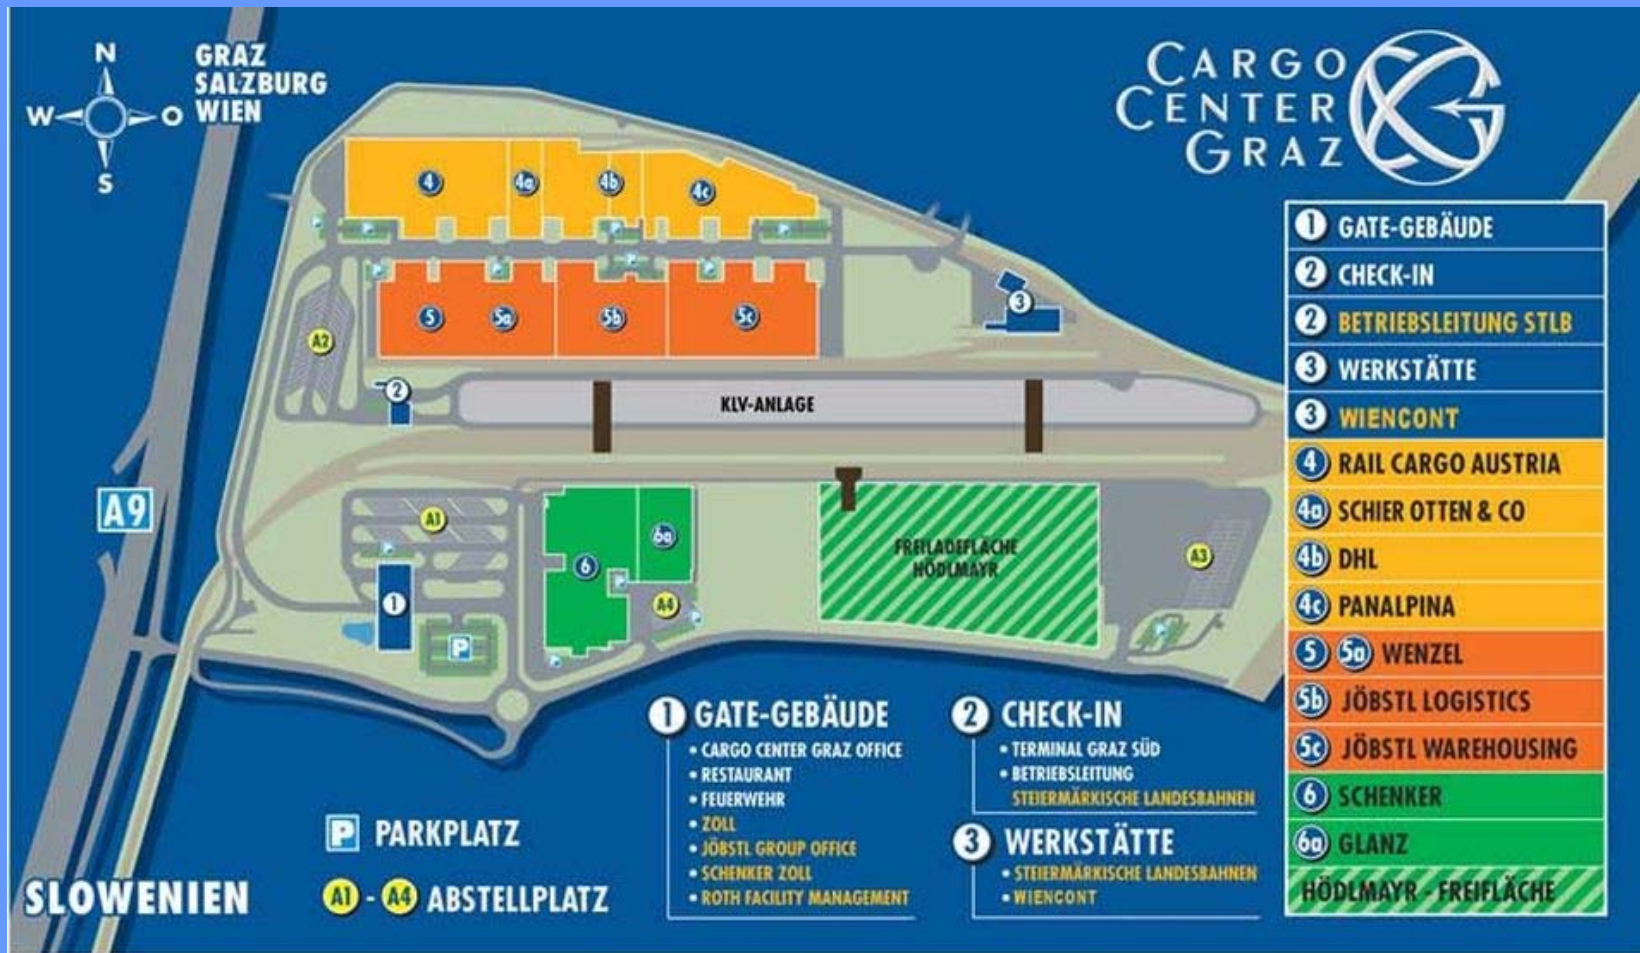 N
W O
S
GRAZ
SALZBURG
WIEN
CARGO
CENTER
GRAZ
4
4a
4b
4c
P
P
P
P
P
P
P
P
5
5a
5b
5c
3
A2
2
KLV-ANLAGE
A9
A1
P
6a
6
P
A4
P
1
P
P
FREILADEFLÄCHE
HÖDLMAYR
A3
P
1 GATE-GEBÄUDE
2 CHECK-IN
2 BETRIEBSLEITUNG STLB
3 WERKSTÄTTE
3 WIENCONT
4 RAIL CARGO AUSTRIA
4a SCHIER OTTEN & CO
4b DHL
4c PANALPINA
5 5a WENZEL
5b JÖBSTL LOGISTICS
5c JÖBSTL WAREHOUSING
6 SCHENKER
6a GLANZ
HÖDLMAYR - FREIFLÄCHE
1 GATE-GEBÄUDE
• CARGO CENTER GRAZ OFFICE
• RESTAURANT
• FEUERWEHR
• ZOLL
• JÖBSTL GROUP OFFICE
• SCHENKER ZOLL
• ROTH FACILITY MANAGEMENT
2 CHECK-IN
• TERMINAL GRAZ SÜD
• BETRIEBSLEITUNG
STEIERMÄRKISCHE LANDESBAHNEN
3 WERKSTÄTTE
• STEIERMÄRKISCHE LANDESBAHNEN
• WIENCONT
P PARKPLATZ
A1 - A4 ABSTELLPLATZ
SLOWENIEN